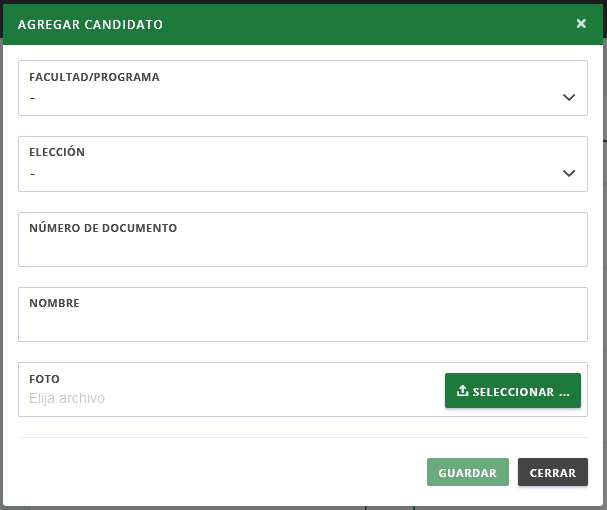 AGREGAR CANDIDATO
FACULTAD/PROGRAMA
-
ELECCIÓN
-
NÚMERO DE DOCUMENTO
NOMBRE
FOTO
Elija archivo
SELECCIONAR ...
GUARDAR CERRAR